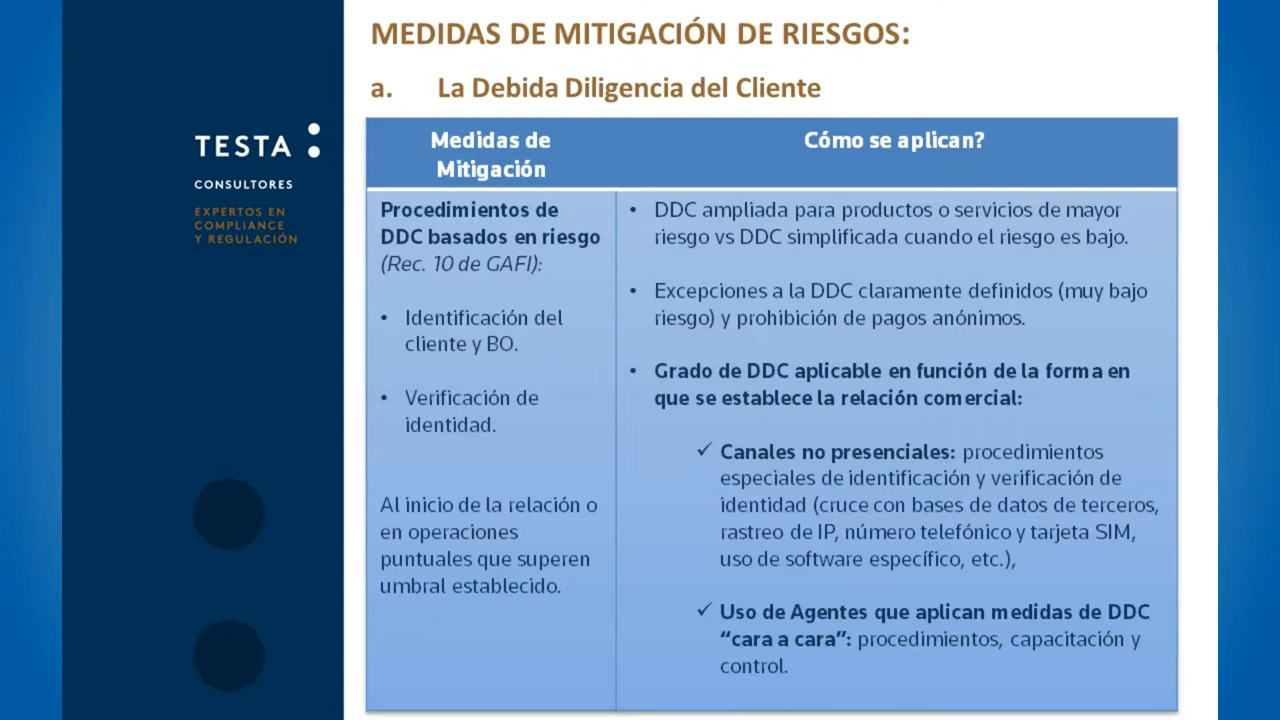 MEDIDAS DE MITIGACIÓN DE RIESGOS:
a. La Debida Diligencia del Cliente
TESTA
CONSULTORES
EXPERTOS EN
COMPLIANCE
Y REGULACIÓN
Medidas de
Mitigación
Cómo se aplican?
Procedimientos de
DDC basados en riesgo
(Rec. 10 de GAFI):
• Identificación del
cliente y BO.
• Verificación de
identidad.
Al inicio de la relación o
en operaciones
puntuales que superen
umbral establecido.
• DDC ampliada para productos o servicios de mayor
riesgo vs DDC simplificada cuando el riesgo es bajo.
• Excepciones a la DDC claramente definidos (muy bajo
riesgo) y prohibición de pagos anónimos.
• Grado de DDC aplicable en función de la forma en
que se establece la relación comercial:
✓ Canales no presenciales: procedimientos
especiales de identificación y verificación de
identidad (cruce con bases de datos de terceros,
rastreo de IP, número telefónico y tarjeta SIM,
uso de software específico, etc.),
✓ Uso de Agentes que aplican medidas de DDC
“cara a cara”: procedimientos, capacitación y
control.